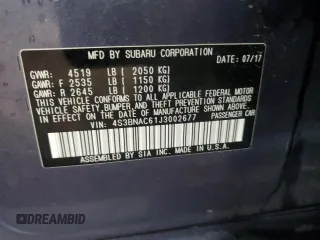 MFD BY SUBARU CORPORATION
DATE: 07/17
GVWR: 4519 LB ( 2050 KG)
GAWR: F 2535 LB ( 1150 KG)
GAWR: R 2645 LB ( 1200 KG)
THIS VEHICLE CONFORMS TO ALL APPLICABLE FEDERAL MOTOR
VEHICLE SAFETY, BUMPER AND THEFT PREVENTION STANDARDS
IN EFFECT ON THE DATE OF MANUFACTURE SHOWN ABOVE.
VIN: 4S3BNAC61J3002677 PASSENGER CAR
ASSEMBLED BY SIA INC. MADE IN U.S.A.
DREAMBID